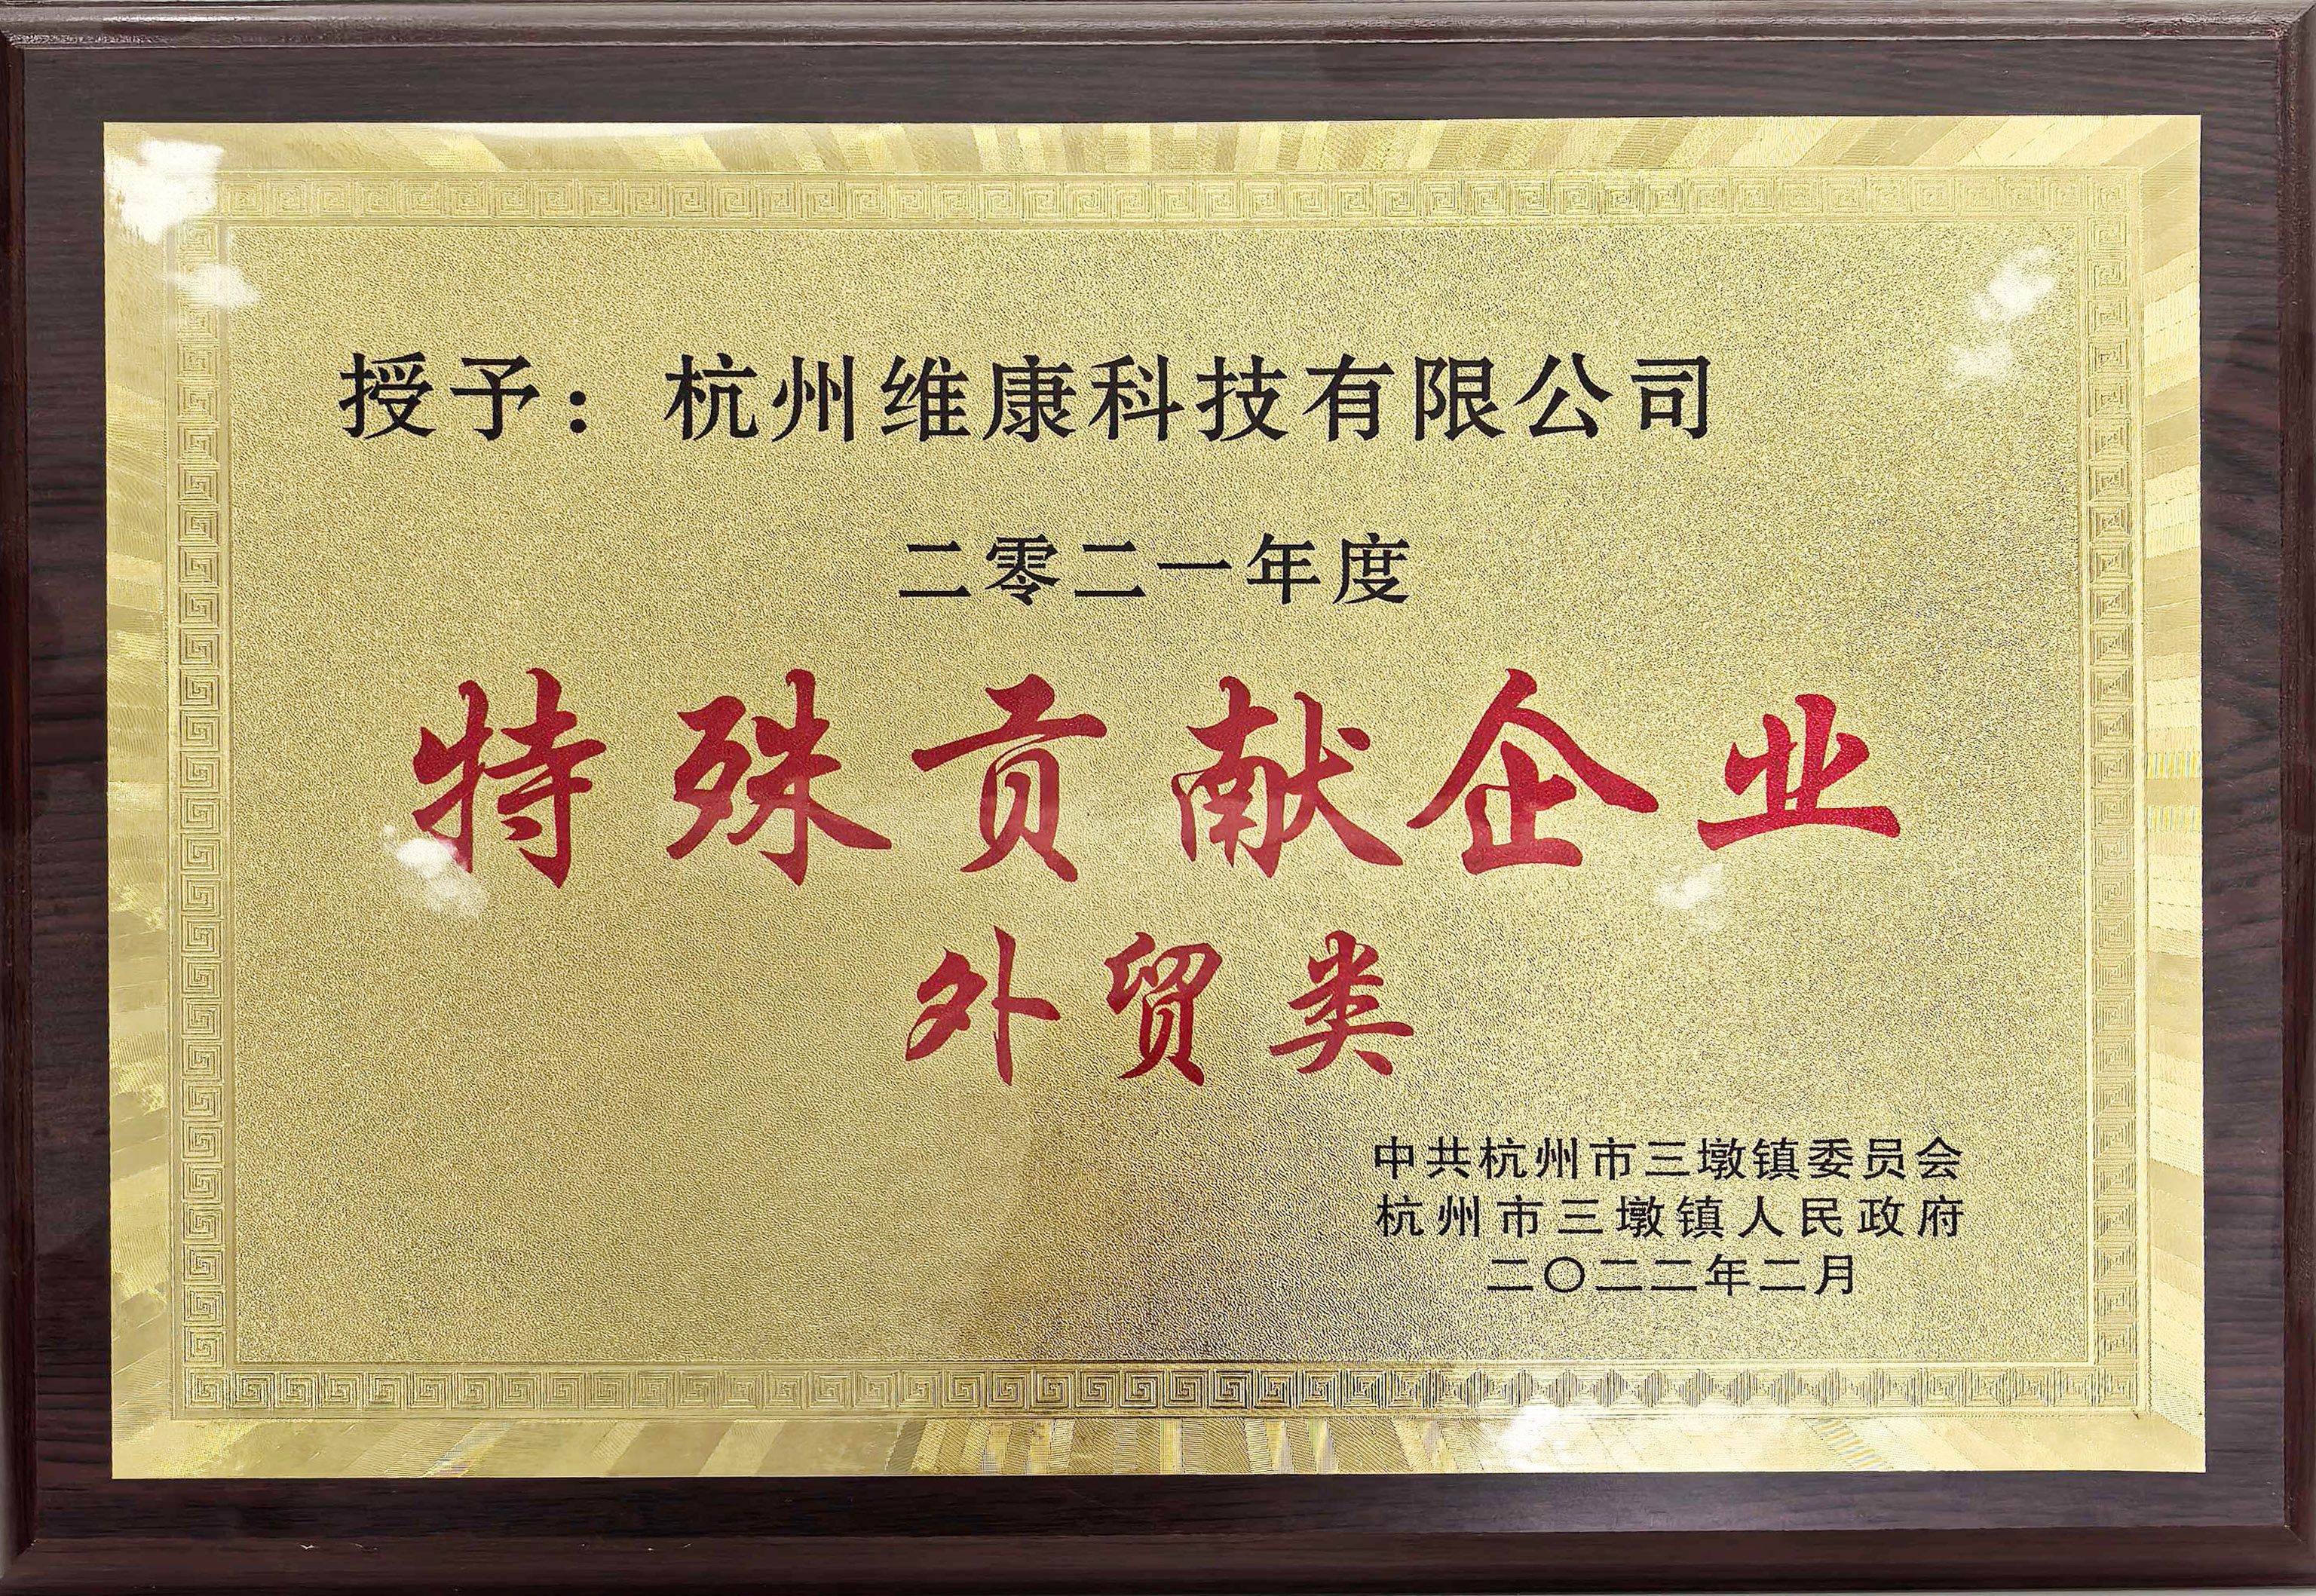 授予：杭州维康科技有限公司
二零二一年度
特殊贡献企业
外贸类
中共杭州市三墩镇委员会
杭州市三墩镇人民政府
二〇二二年二月